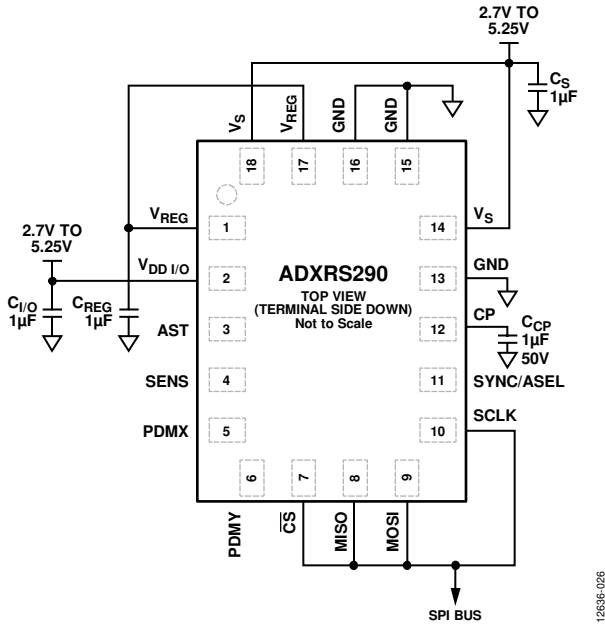 2.7V TO
5.25V
CS
1µF
VS
VREG
GND
GND
18
17
16
15
VREG
1
14
VS
2.7V TO
5.25V
VDD I/O
2
ADXRS290
TOP VIEW
(TERMINAL SIDE DOWN)
Not to Scale
13
GND
CI/O
1µF
CREG
1µF
AST
3
12
CP
CCP
1µF
50V
SENS
4
11
SYNC/ASEL
PDMX
5
10
SCLK
6
7
8
9
PDMY
C̅S̅
MISO
MOSI
SPI BUS
12636-026